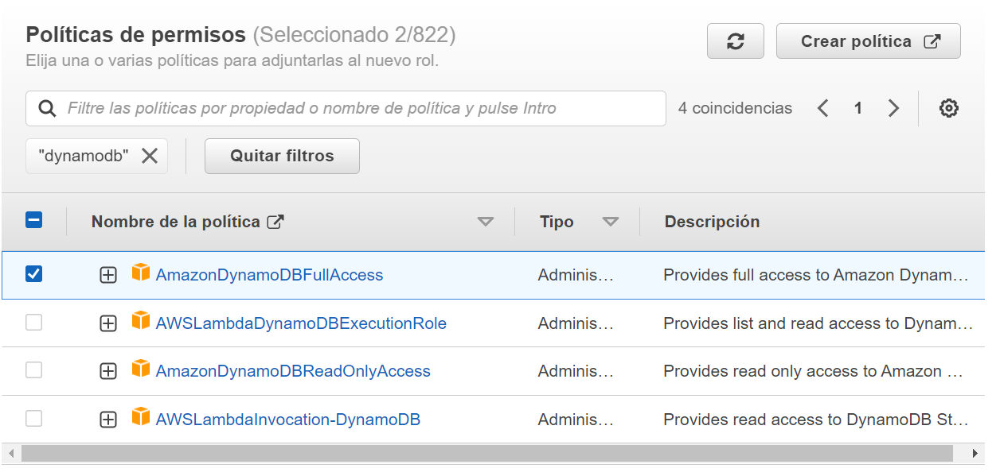 Políticas de permisos (Seleccionado 2/822)
Crear política
Elija una o varias políticas para adjuntarlas al nuevo rol.
Filtre las políticas por propiedad o nombre de política y pulse Intro
4 coincidencias
1
"dynamodb"
Quitar filtros
Nombre de la política Tipo Descripción
AmazonDynamoDBFullAccess Adminis… Provides full access to Amazon Dynam…
AWSLambdaDynamoDBExecutionRole Adminis… Provides list and read access to Dynam…
AmazonDynamoDBReadOnlyAccess Adminis… Provides read only access to Amazon …
AWSLambdaInvocation-DynamoDB Adminis… Provides read access to DynamoDB St…